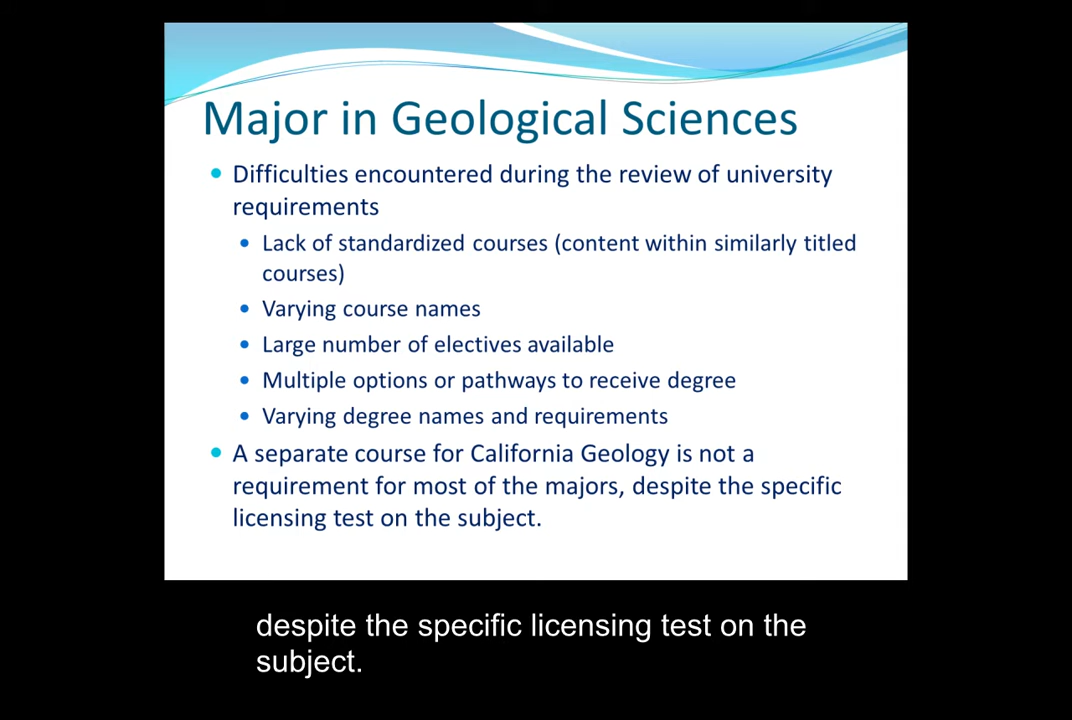 Major in Geological Sciences
Difficulties encountered during the review of university
requirements
Lack of standardized courses (content within similarly titled
courses)
Varying course names
Large number of electives available
Multiple options or pathways to receive degree
Varying degree names and requirements
A separate course for California Geology is not a
requirement for most of the majors, despite the specific
licensing test on the subject.
despite the specific licensing test on the
subject.